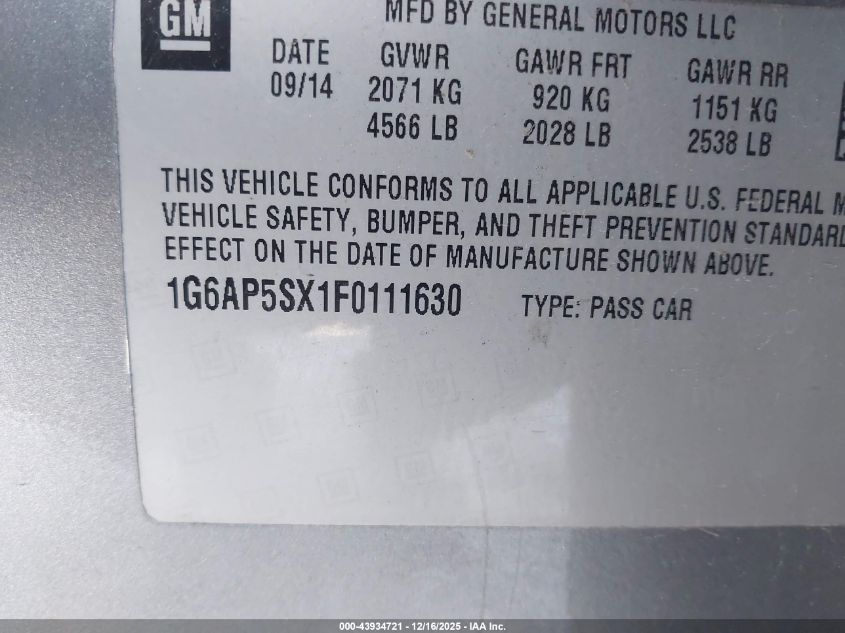 GM
MFD BY GENERAL MOTORS LLC
DATE GVWR GAWR FRT GAWR RR
09/14 2071 KG 920 KG 1151 KG
4566 LB 2028 LB 2538 LB
THIS VEHICLE CONFORMS TO ALL APPLICABLE U.S. FEDERAL M
VEHICLE SAFETY, BUMPER, AND THEFT PREVENTION STANDARD
EFFECT ON THE DATE OF MANUFACTURE SHOWN ABOVE.
1G6AP5SX1F0111630 TYPE: PASS CAR
000-43934721 - 12/16/2025 - IAA Inc.